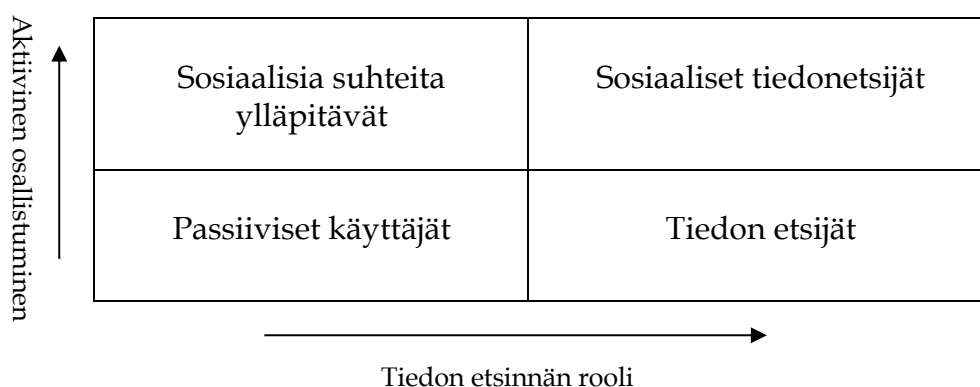 Aktiivinen osallistuminen
Sosiaalisia suhteita
ylläpitävät
Sosiaaliset tiedonetsijät
Passiiviset käyttäjät
Tiedon etsijät
Tiedon etsinnän rooli